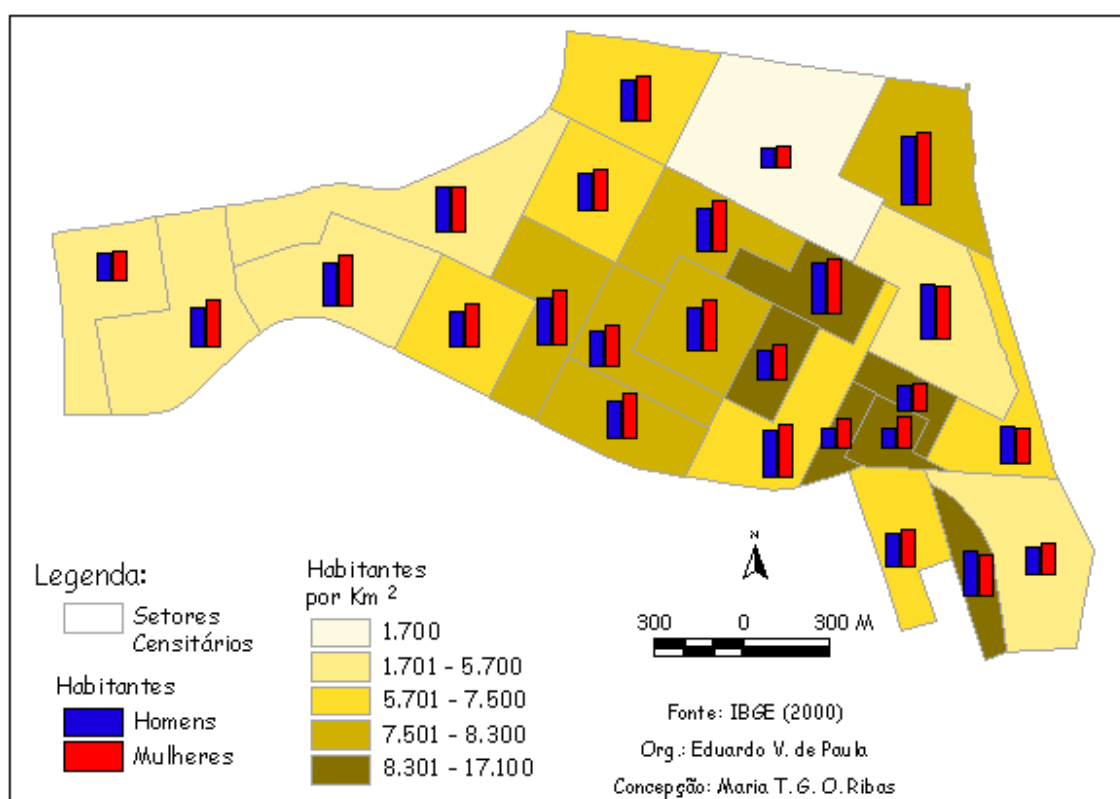 Legenda:
Setores
Censitários
Habitantes
Homens
Mulheres
Habitantes
por Km 2
1.700
1.701 - 5.700
5.701 - 7.500
7.501 - 8.300
8.301 - 17.100
N
300 0 300 M
Fonte: IBGE (2000)
Org.: Eduardo V. de Paula
Concepção: Maria T. G. O. Ribas